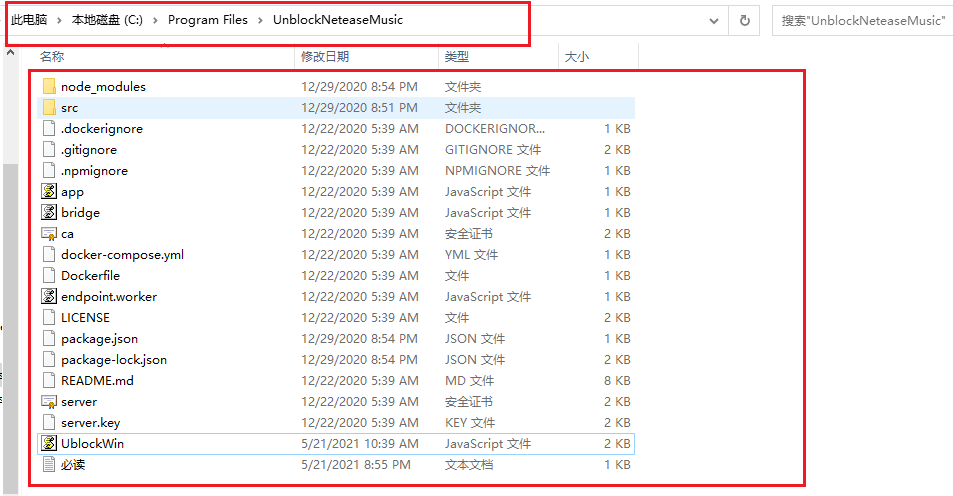 此电脑 › 本地磁盘 (C:) › Program Files › UnblockNeteaseMusic 搜索"UnblockNeteaseMusic"
名称 修改日期 类型 大小
node_modules 12/29/2020 8:54 PM 文件夹
src 12/29/2020 8:51 PM 文件夹
.dockerignore 12/22/2020 5:39 AM DOCKERIGNOR... 1 KB
.gitignore 12/22/2020 5:39 AM GITIGNORE 文件 2 KB
.npmignore 12/22/2020 5:39 AM NPMIGNORE 文件 1 KB
app 12/22/2020 5:39 AM JavaScript 文件 1 KB
bridge 12/22/2020 5:39 AM JavaScript 文件 1 KB
ca 12/22/2020 5:39 AM 安全证书 2 KB
docker-compose.yml 12/22/2020 5:39 AM YML 文件 1 KB
Dockerfile 12/22/2020 5:39 AM 文件 1 KB
endpoint.worker 12/22/2020 5:39 AM JavaScript 文件 1 KB
LICENSE 12/22/2020 5:39 AM 文件 2 KB
package.json 12/29/2020 8:54 PM JSON 文件 1 KB
package-lock.json 12/29/2020 8:54 PM JSON 文件 2 KB
README.md 12/22/2020 5:39 AM MD 文件 8 KB
server 12/22/2020 5:39 AM 安全证书 2 KB
server.key 12/22/2020 5:39 AM KEY 文件 2 KB
UblockWin 5/21/2021 10:39 AM JavaScript 文件 2 KB
必读 5/21/2021 8:55 PM 文本文档 1 KB